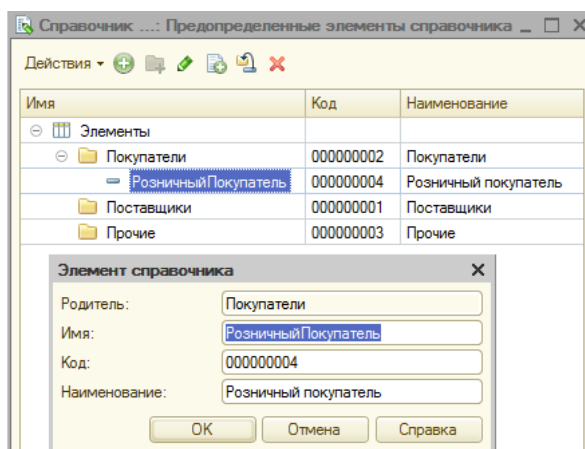 Справочник ...: Предопределенные элементы справочника
Действия
Имя Код Наименование
Элементы
Покупатели 000000002 Покупатели
РозничныйПокупатель 000000004 Розничный покупатель
Поставщики 000000001 Поставщики
Прочие 000000003 Прочие
Элемент справочника
Родитель: Покупатели
Имя: РозничныйПокупатель
Код: 000000004
Наименование: Розничный покупатель
OK Отмена Справка